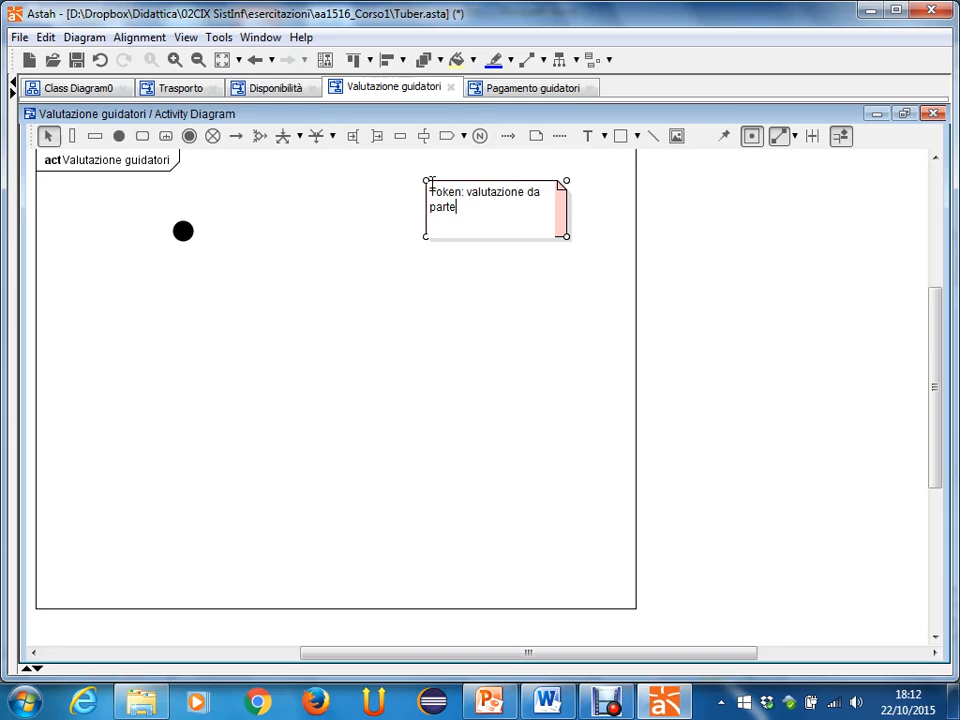 Astah - [D:\Dropbox\Didattica\02CIX SistInf\esercitazioni\aa1516_Corso1\Tuber.asta] (*)
File Edit Diagram Alignment View Tools Window Help
Class Diagram0 Trasporto Disponibilità Valutazione guidatori Pagamento guidatori
Valutazione guidatori / Activity Diagram
N T
act Valutazione guidatori
Token: valutazione da
parte
18:12
22/10/2015